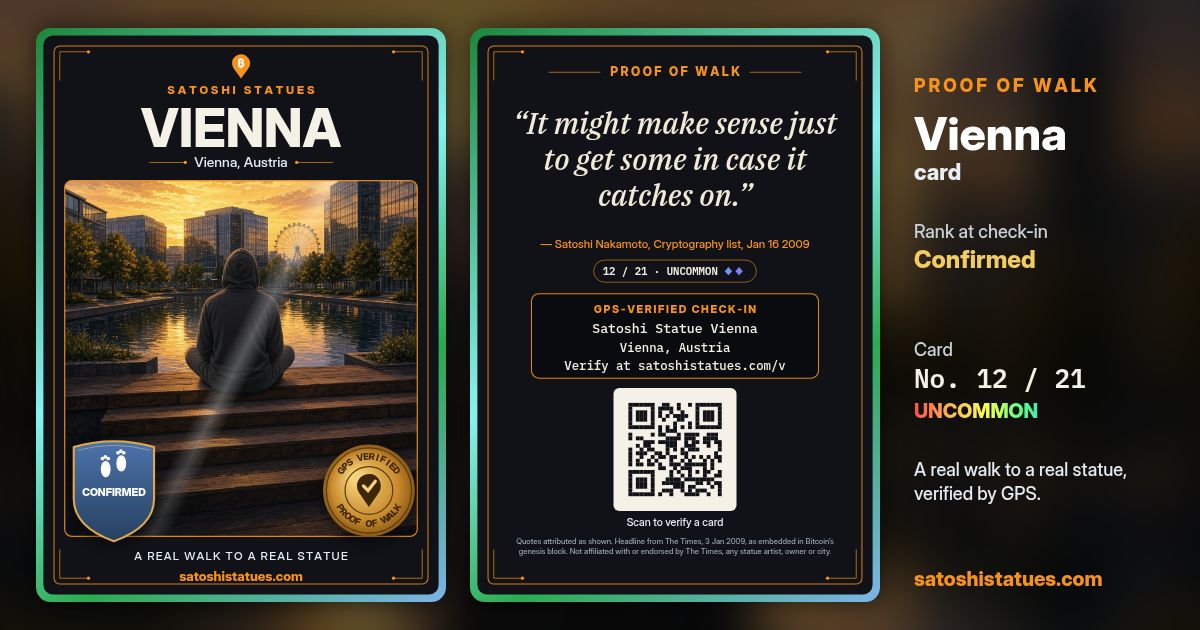 SATOSHI STATUES
VIENNA
Vienna, Austria
CONFIRMED
GPS VERIFIED
PROOF OF WALK
A REAL WALK TO A REAL STATUE
satoshistatues.com
PROOF OF WALK
“It might make sense just
to get some in case it
catches on.”
— Satoshi Nakamoto, Cryptography list, Jan 16 2009
12 / 21 · UNCOMMON
GPS-VERIFIED CHECK-IN
Satoshi Statue Vienna
Vienna, Austria
Verify at satoshistatues.com/v
Scan to verify a card
Quotes attributed as shown. Headline from The Times, 3 Jan 2009, as embedded in Bitcoin's
genesis block. Not affiliated with or endorsed by The Times, any statue artist, owner or city.
PROOF OF WALK
Vienna
card
Rank at check-in
Confirmed
Card
No. 12 / 21
UNCOMMON
A real walk to a real statue,
verified by GPS.
satoshistatues.com